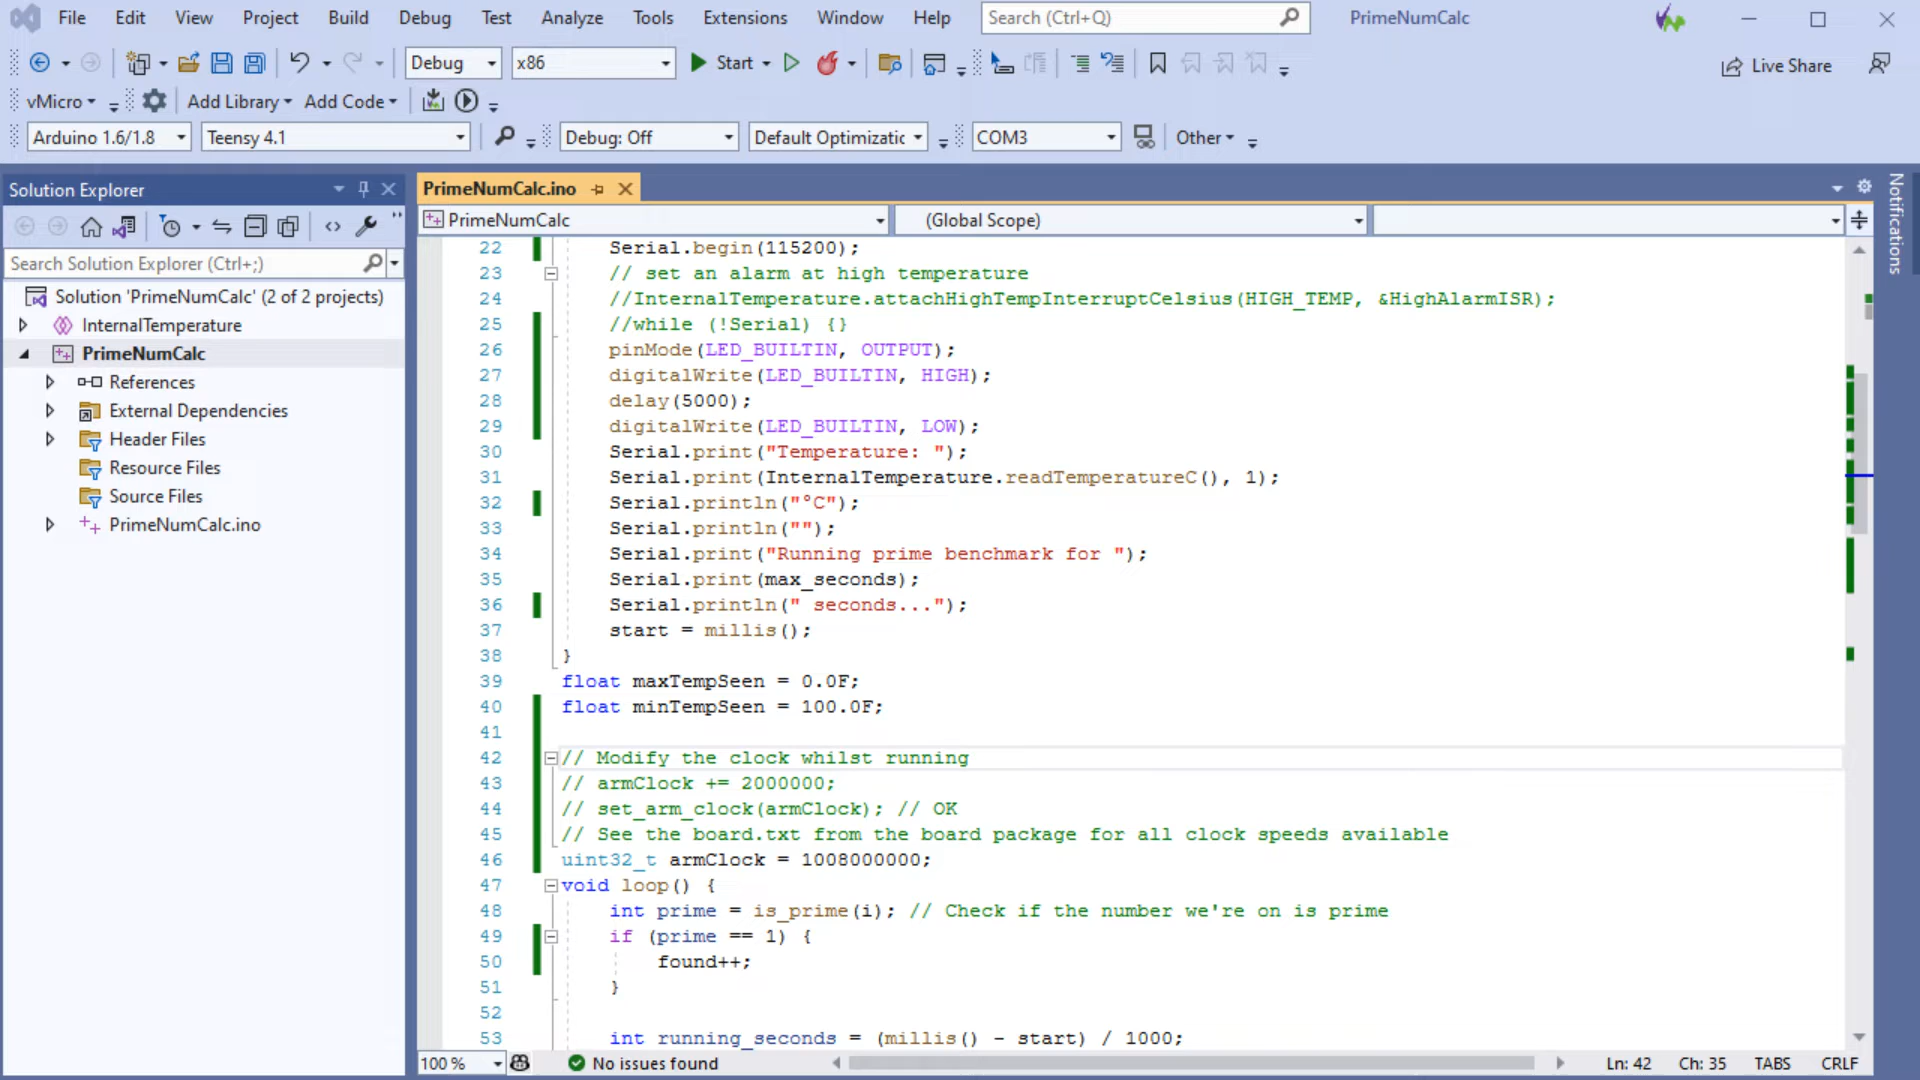 File Edit View Project Build Debug Test Analyze Tools Extensions Window Help Search (Ctrl+Q) PrimeNumCalc
Debug x86 Start Live Share
vMicro Add Library Add Code
Arduino 1.6/1.8 Teensy 4.1 Debug: Off Default Optimizatic COM3 Other
Solution Explorer
Search Solution Explorer (Ctrl+;)
Solution 'PrimeNumCalc' (2 of 2 projects)
InternalTemperature
PrimeNumCalc
References
External Dependencies
Header Files
Resource Files
Source Files
PrimeNumCalc.ino
PrimeNumCalc.ino
PrimeNumCalc (Global Scope)
22 Serial.begin(115200);
23 // set an alarm at high temperature
24 //InternalTemperature.attachHighTempInterruptCelsius(HIGH_TEMP, &HighAlarmISR);
25 //while (!Serial) {}
26 pinMode(LED_BUILTIN, OUTPUT);
27 digitalWrite(LED_BUILTIN, HIGH);
28 delay(5000);
29 digitalWrite(LED_BUILTIN, LOW);
30 Serial.print("Temperature: ");
31 Serial.print(InternalTemperature.readTemperatureC(), 1);
32 Serial.println("°C");
33 Serial.println("");
34 Serial.print("Running prime benchmark for ");
35 Serial.print(max_seconds);
36 Serial.println(" seconds...");
37 start = millis();
38 }
39 float maxTempSeen = 0.0F;
40 float minTempSeen = 100.0F;
41
42 // Modify the clock whilst running
43 // armClock += 2000000;
44 // set_arm_clock(armClock); // OK
45 // See the board.txt from the board package for all clock speeds available
46 uint32_t armClock = 1008000000;
47 void loop() {
48 int prime = is_prime(i); // Check if the number we're on is prime
49 if (prime == 1) {
50 found++;
51 }
52
53 int running_seconds = (millis() - start) / 1000;
100 % No issues found Ln: 42 Ch: 35 TABS CRLF
Notifications